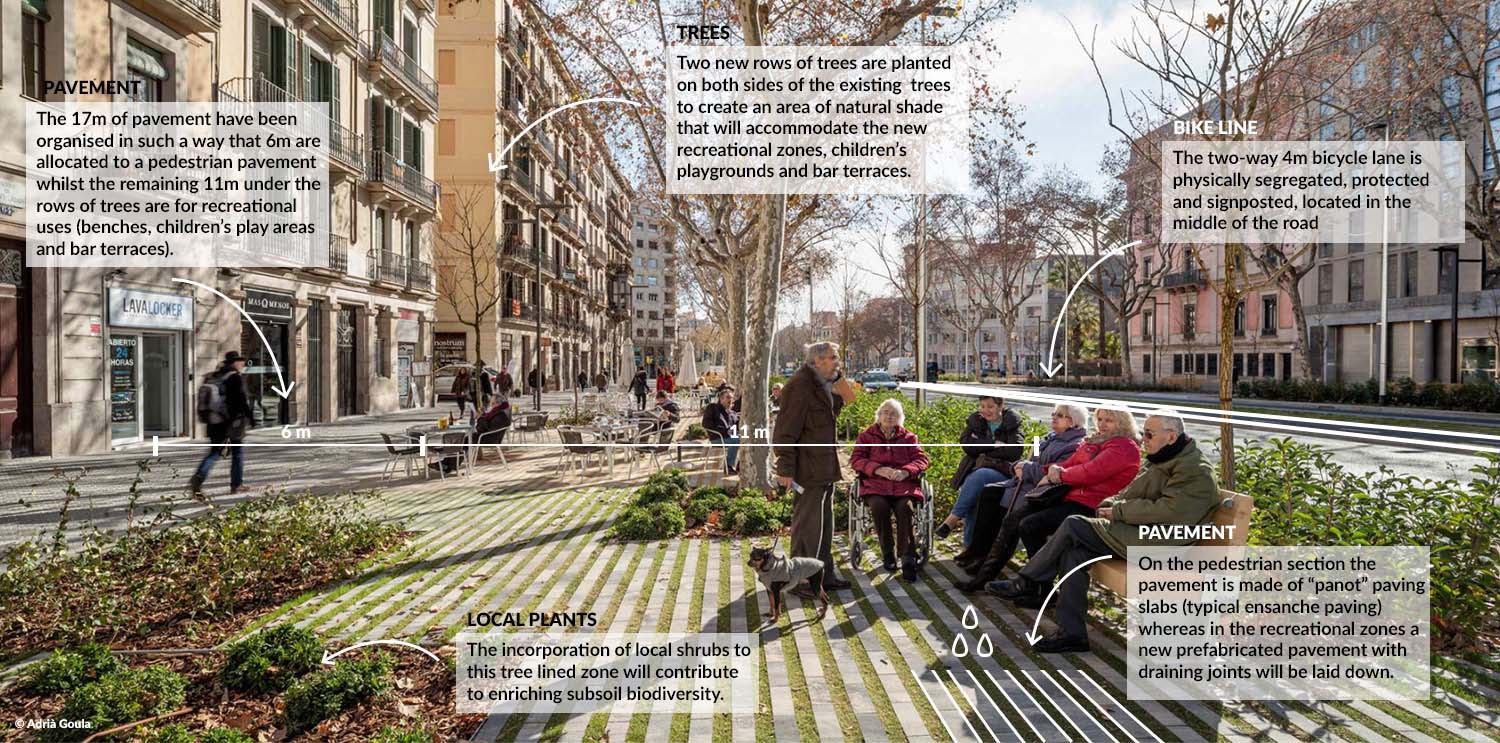 PAVEMENT
The 17m of pavement have been
organised in such a way that 6m are
allocated to a pedestrian pavement
whilst the remaining 11m under the
rows of trees are for recreational
uses (benches, children's play areas
and bar terraces).
TREES
Two new rows of trees are planted
on both sides of the existing  trees
to create an area of natural shade
that will accommodate the new
recreational zones, children's
playgrounds and bar terraces.
BIKE LINE
The two-way 4m bicycle lane is
physically segregated, protected
and signposted, located in the
middle of the road
LAVALOCKER
MASQMENOS
ABIERTO
24
HORAS
nostrum
6 m
11 m
PAVEMENT
On the pedestrian section the
pavement is made of “panot” paving
slabs (typical ensanche paving)
whereas in the recreational zones a
new prefabricated pavement with
draining joints will be laid down.
LOCAL PLANTS
The incorporation of local shrubs to
this tree lined zone will contribute
to enriching subsoil biodiversity.
© Adrià Goula